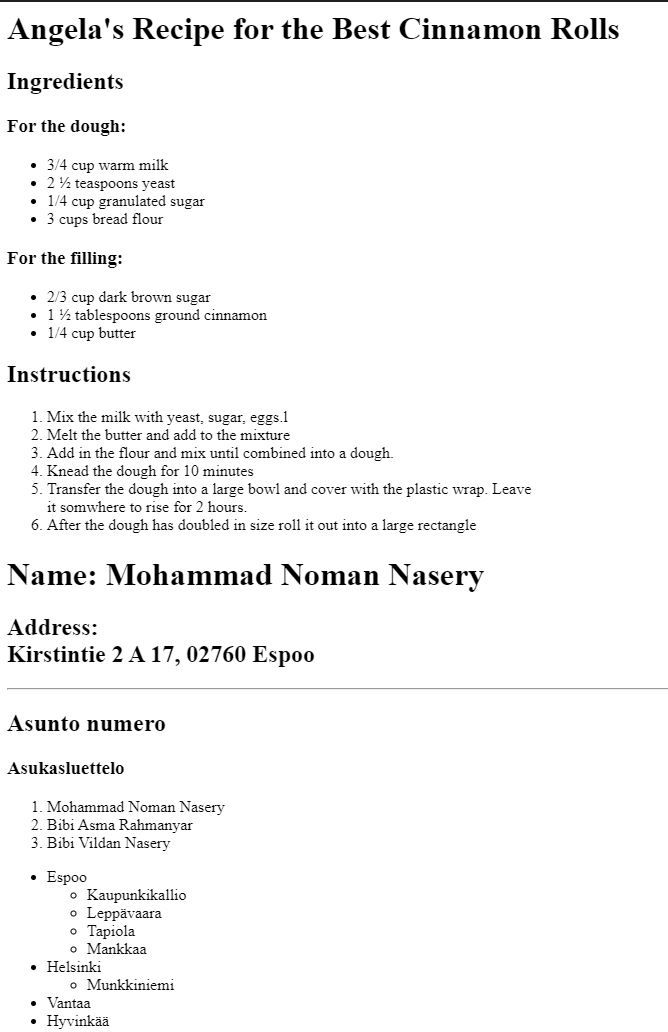 Angela's Recipe for the Best Cinnamon Rolls
Ingredients
For the dough:
• 3/4 cup warm milk
• 2 ½ teaspoons yeast
• 1/4 cup granulated sugar
• 3 cups bread flour
For the filling:
• 2/3 cup dark brown sugar
• 1 ½ tablespoons ground cinnamon
• 1/4 cup butter
Instructions
1. Mix the milk with yeast, sugar, eggs.l
2. Melt the butter and add to the mixture
3. Add in the flour and mix until combined into a dough.
4. Knead the dough for 10 minutes
5. Transfer the dough into a large bowl and cover with the plastic wrap. Leave
it somwhere to rise for 2 hours.
6. After the dough has doubled in size roll it out into a large rectangle
Name: Mohammad Noman Nasery
Address:
Kirstintie 2 A 17, 02760 Espoo
Asunto numero
Asukasluettelo
1. Mohammad Noman Nasery
2. Bibi Asma Rahmanyar
3. Bibi Vildan Nasery
• Espoo
◦ Kaupunkikallio
◦ Leppävaara
◦ Tapiola
◦ Mankkaa
• Helsinki
◦ Munkkiniemi
• Vantaa
• Hyvinkää